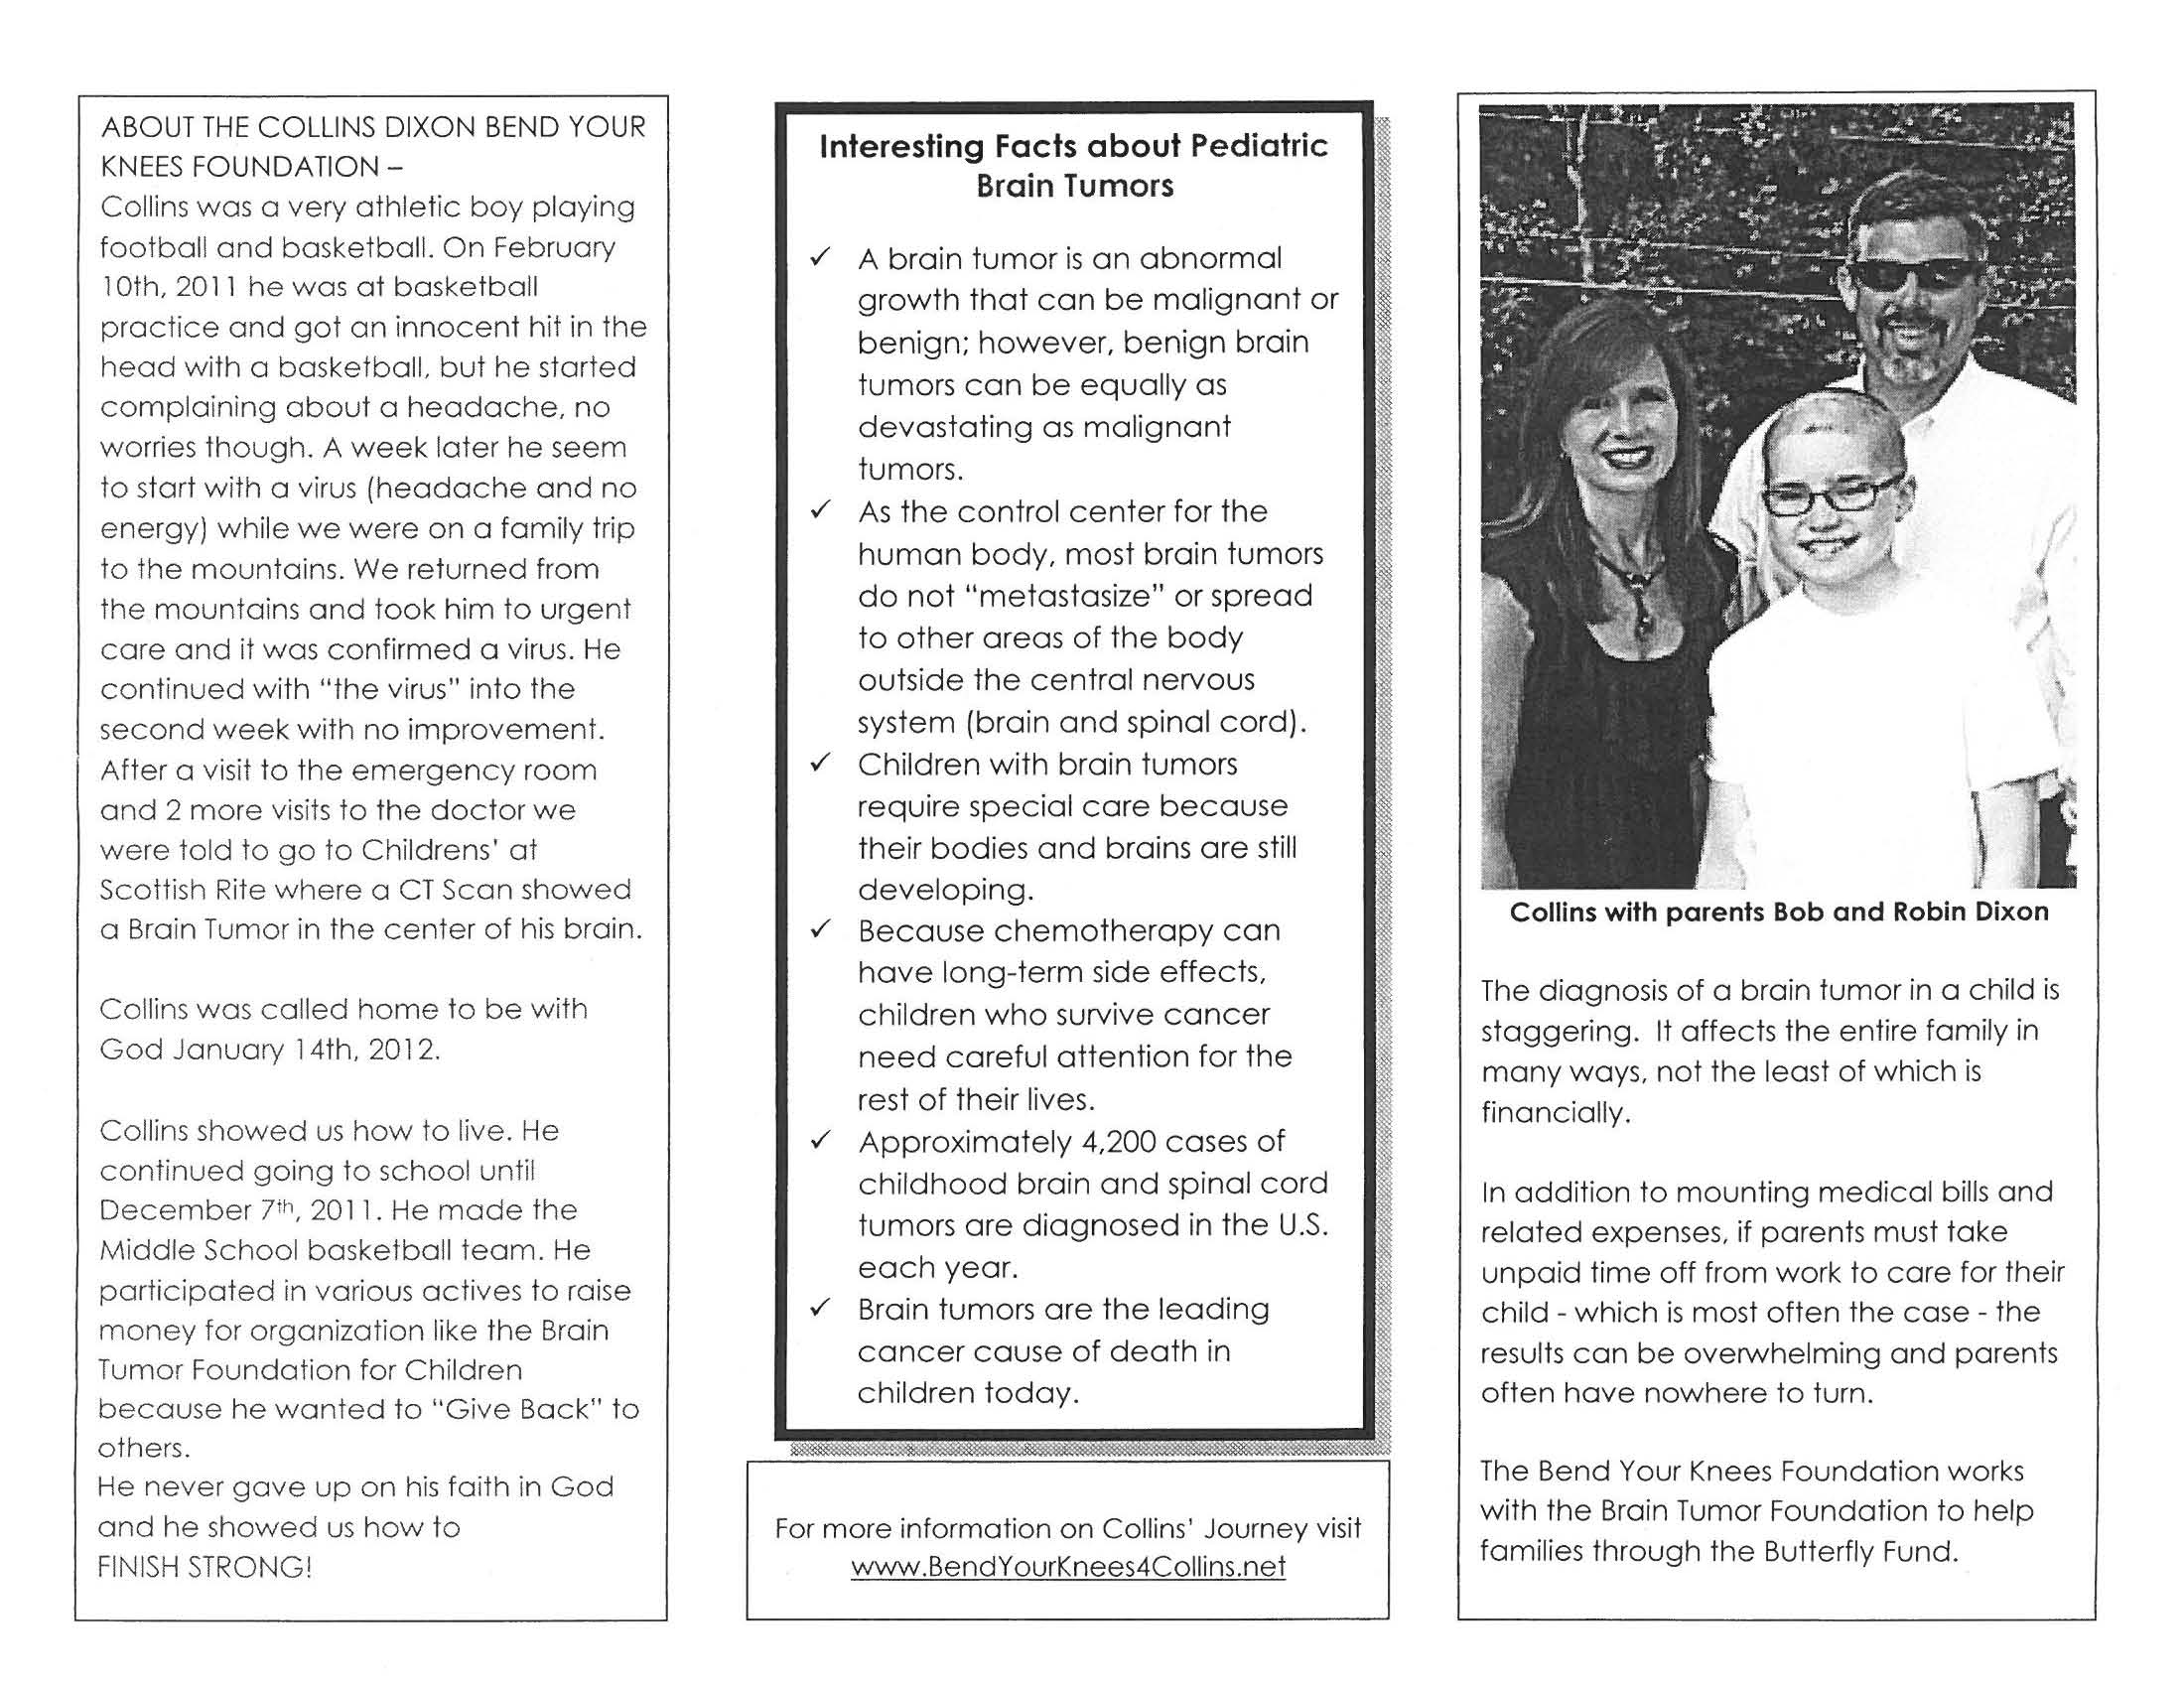 ABOUT THE COLLINS DIXON BEND YOUR
KNEES FOUNDATION –
Collins was a very athletic boy playing
football and basketball. On February
10th, 2011 he was at basketball
practice and got an innocent hit in the
head with a basketball, but he started
complaining about a headache, no
worries though. A week later he seem
to start with a virus (headache and no
energy) while we were on a family trip
to the mountains. We returned from
the mountains and took him to urgent
care and it was confirmed a virus. He
continued with "the virus" into the
second week with no improvement.
After a visit to the emergency room
and 2 more visits to the doctor we
were told to go to Childrens' at
Scottish Rite where a CT Scan showed
a Brain Tumor in the center of his brain.
Collins was called home to be with
God January 14th, 2012.
Collins showed us how to live. He
continued going to school until
December 7th, 2011. He made the
Middle School basketball team. He
participated in various actives to raise
money for organization like the Brain
Tumor Foundation for Children
because he wanted to "Give Back" to
others.
He never gave up on his faith in God
and he showed us how to
FINISH STRONG!
Interesting Facts about Pediatric
Brain Tumors
✓ A brain tumor is an abnormal
growth that can be malignant or
benign; however, benign brain
tumors can be equally as
devastating as malignant
tumors.
✓ As the control center for the
human body, most brain tumors
do not "metastasize" or spread
to other areas of the body
outside the central nervous
system (brain and spinal cord).
✓ Children with brain tumors
require special care because
their bodies and brains are still
developing.
✓ Because chemotherapy can
have long-term side effects,
children who survive cancer
need careful attention for the
rest of their lives.
✓ Approximately 4,200 cases of
childhood brain and spinal cord
tumors are diagnosed in the U.S.
each year.
✓ Brain tumors are the leading
cancer cause of death in
children today.
For more information on Collins' Journey visit
www.BendYourKnees4Collins.net
Collins with parents Bob and Robin Dixon
The diagnosis of a brain tumor in a child is
staggering. It affects the entire family in
many ways, not the least of which is
financially.
In addition to mounting medical bills and
related expenses, if parents must take
unpaid time off from work to care for their
child - which is most often the case - the
results can be overwhelming and parents
often have nowhere to turn.
The Bend Your Knees Foundation works
with the Brain Tumor Foundation to help
families through the Butterfly Fund.